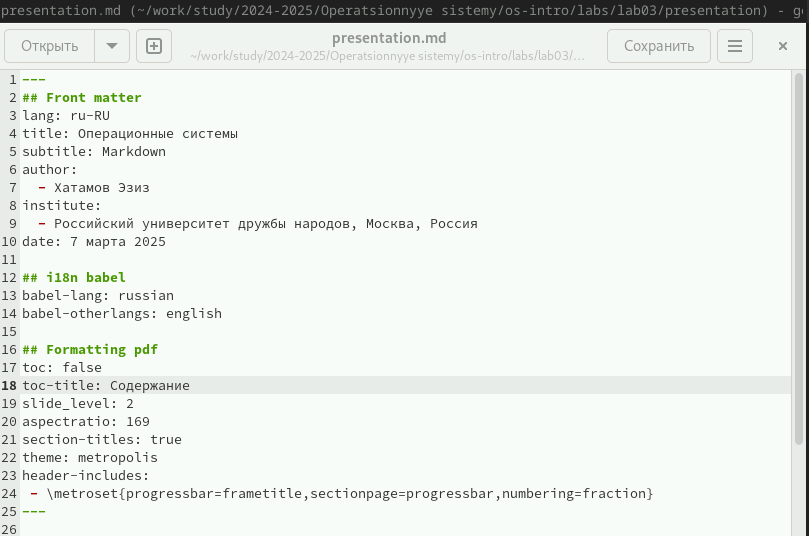 presentation.md (~/work/study/2024-2025/Operatsionnyye sistemy/os-intro/labs/lab03/presentation) - g
Открыть
presentation.md
~/work/study/2024-2025/Operatsionnyye sistemy/os-intro/labs/lab03/…
Сохранить
1 ---
2 ## Front matter
3 lang: ru-RU
4 title: Операционные системы
5 subtitle: Markdown
6 author:
7   - Хатамов Эзиз
8 institute:
9   - Российский университет дружбы народов, Москва, Россия
10 date: 7 марта 2025
11
12 ## i18n babel
13 babel-lang: russian
14 babel-otherlangs: english
15
16 ## Formatting pdf
17 toc: false
18 toc-title: Содержание
19 slide_level: 2
20 aspectratio: 169
21 section-titles: true
22 theme: metropolis
23 header-includes:
24  - \metroset{progressbar=frametitle,sectionpage=progressbar,numbering=fraction}
25 ---
26